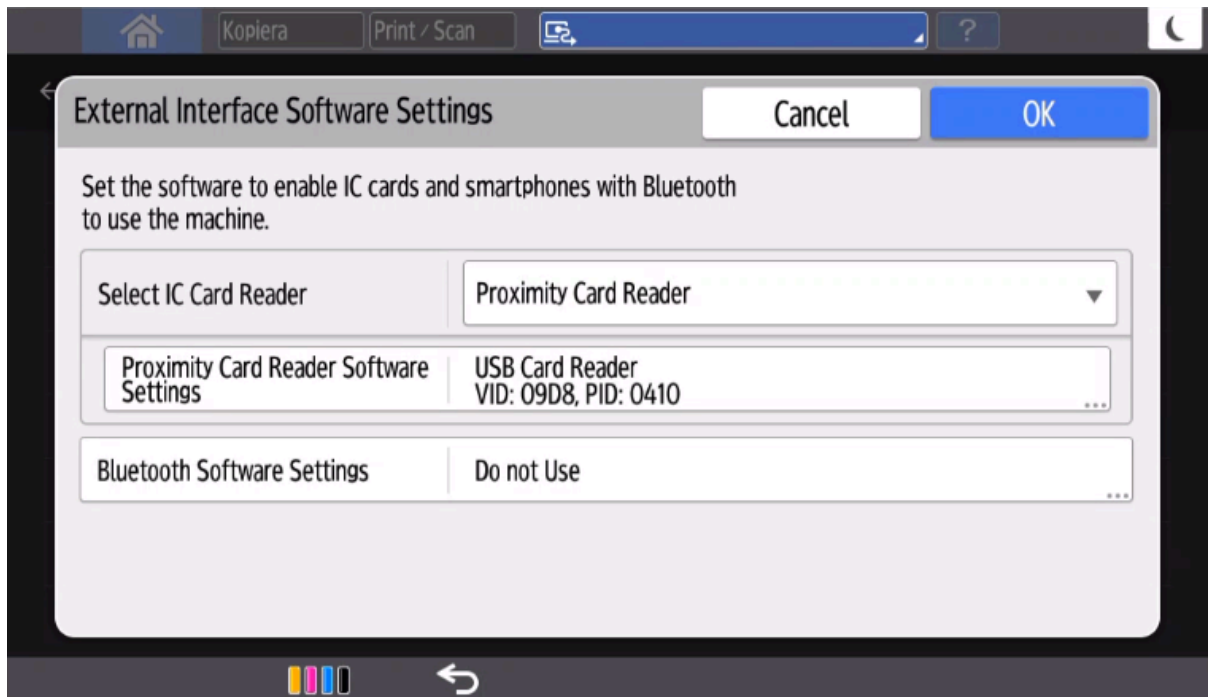 Kopiera
Print / Scan
?
External Interface Software Settings
Cancel
OK
Set the software to enable IC cards and smartphones with Bluetooth
to use the machine.
Select IC Card Reader
Proximity Card Reader
Proximity Card Reader Software
Settings
USB Card Reader
VID: 09D8, PID: 0410
...
Bluetooth Software Settings
Do not Use
...